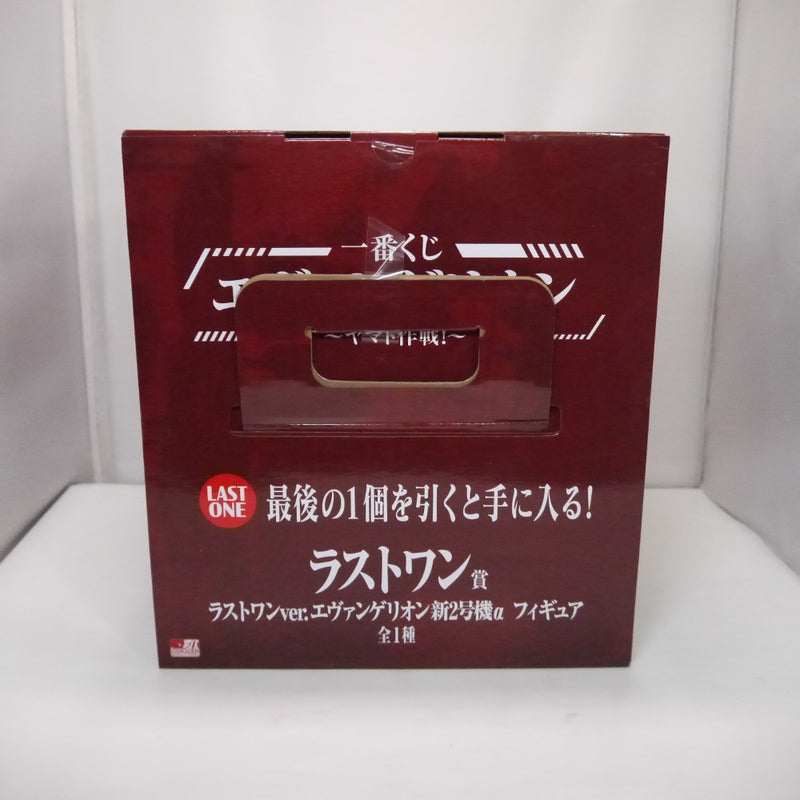 一番くじ
~ヤマト作戦!~
LAST
ONE
最後の1個を引くと手に入る!
ラストワン賞
ラストワンver.エヴァンゲリオン新2号機α フィギュア
全1種